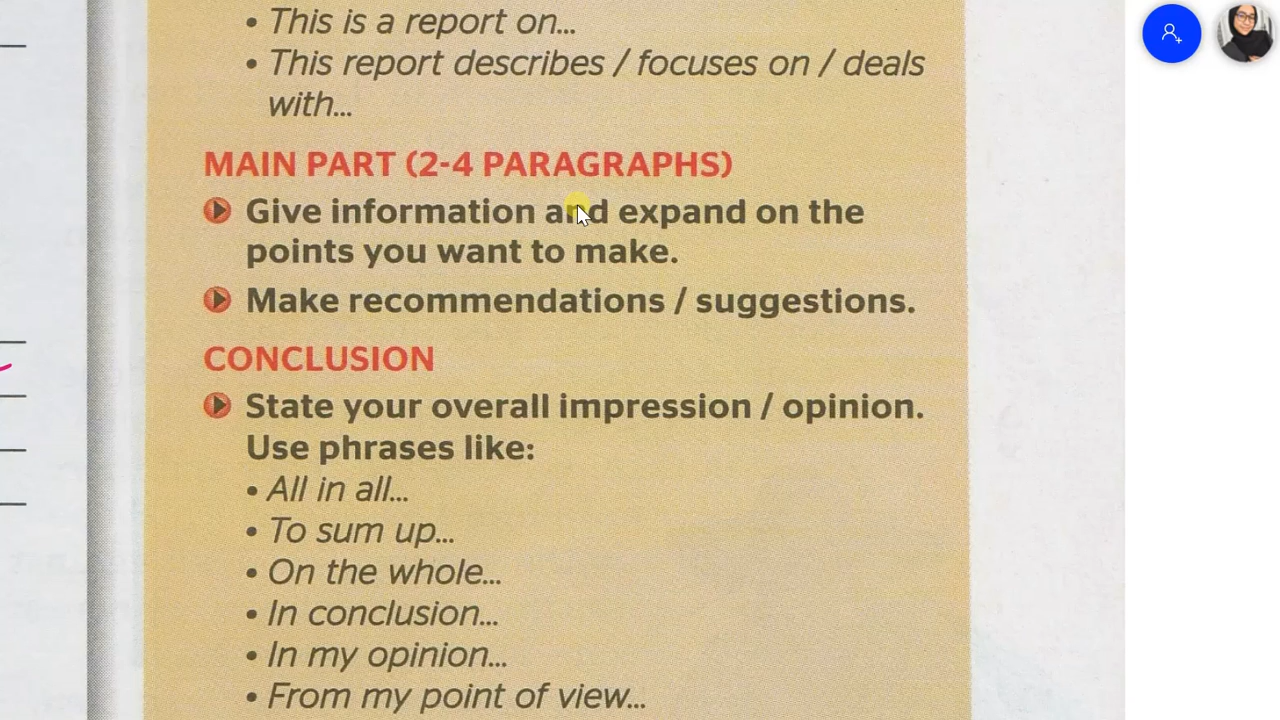 • This is a report on...
• This report describes / focuses on / deals
with...
MAIN PART (2-4 PARAGRAPHS)
Give information and expand on the
points you want to make.
Make recommendations / suggestions.
CONCLUSION
State your overall impression / opinion.
Use phrases like:
• All in all...
• To sum up...
• On the whole...
• In conclusion...
• In my opinion...
• From my point of view...